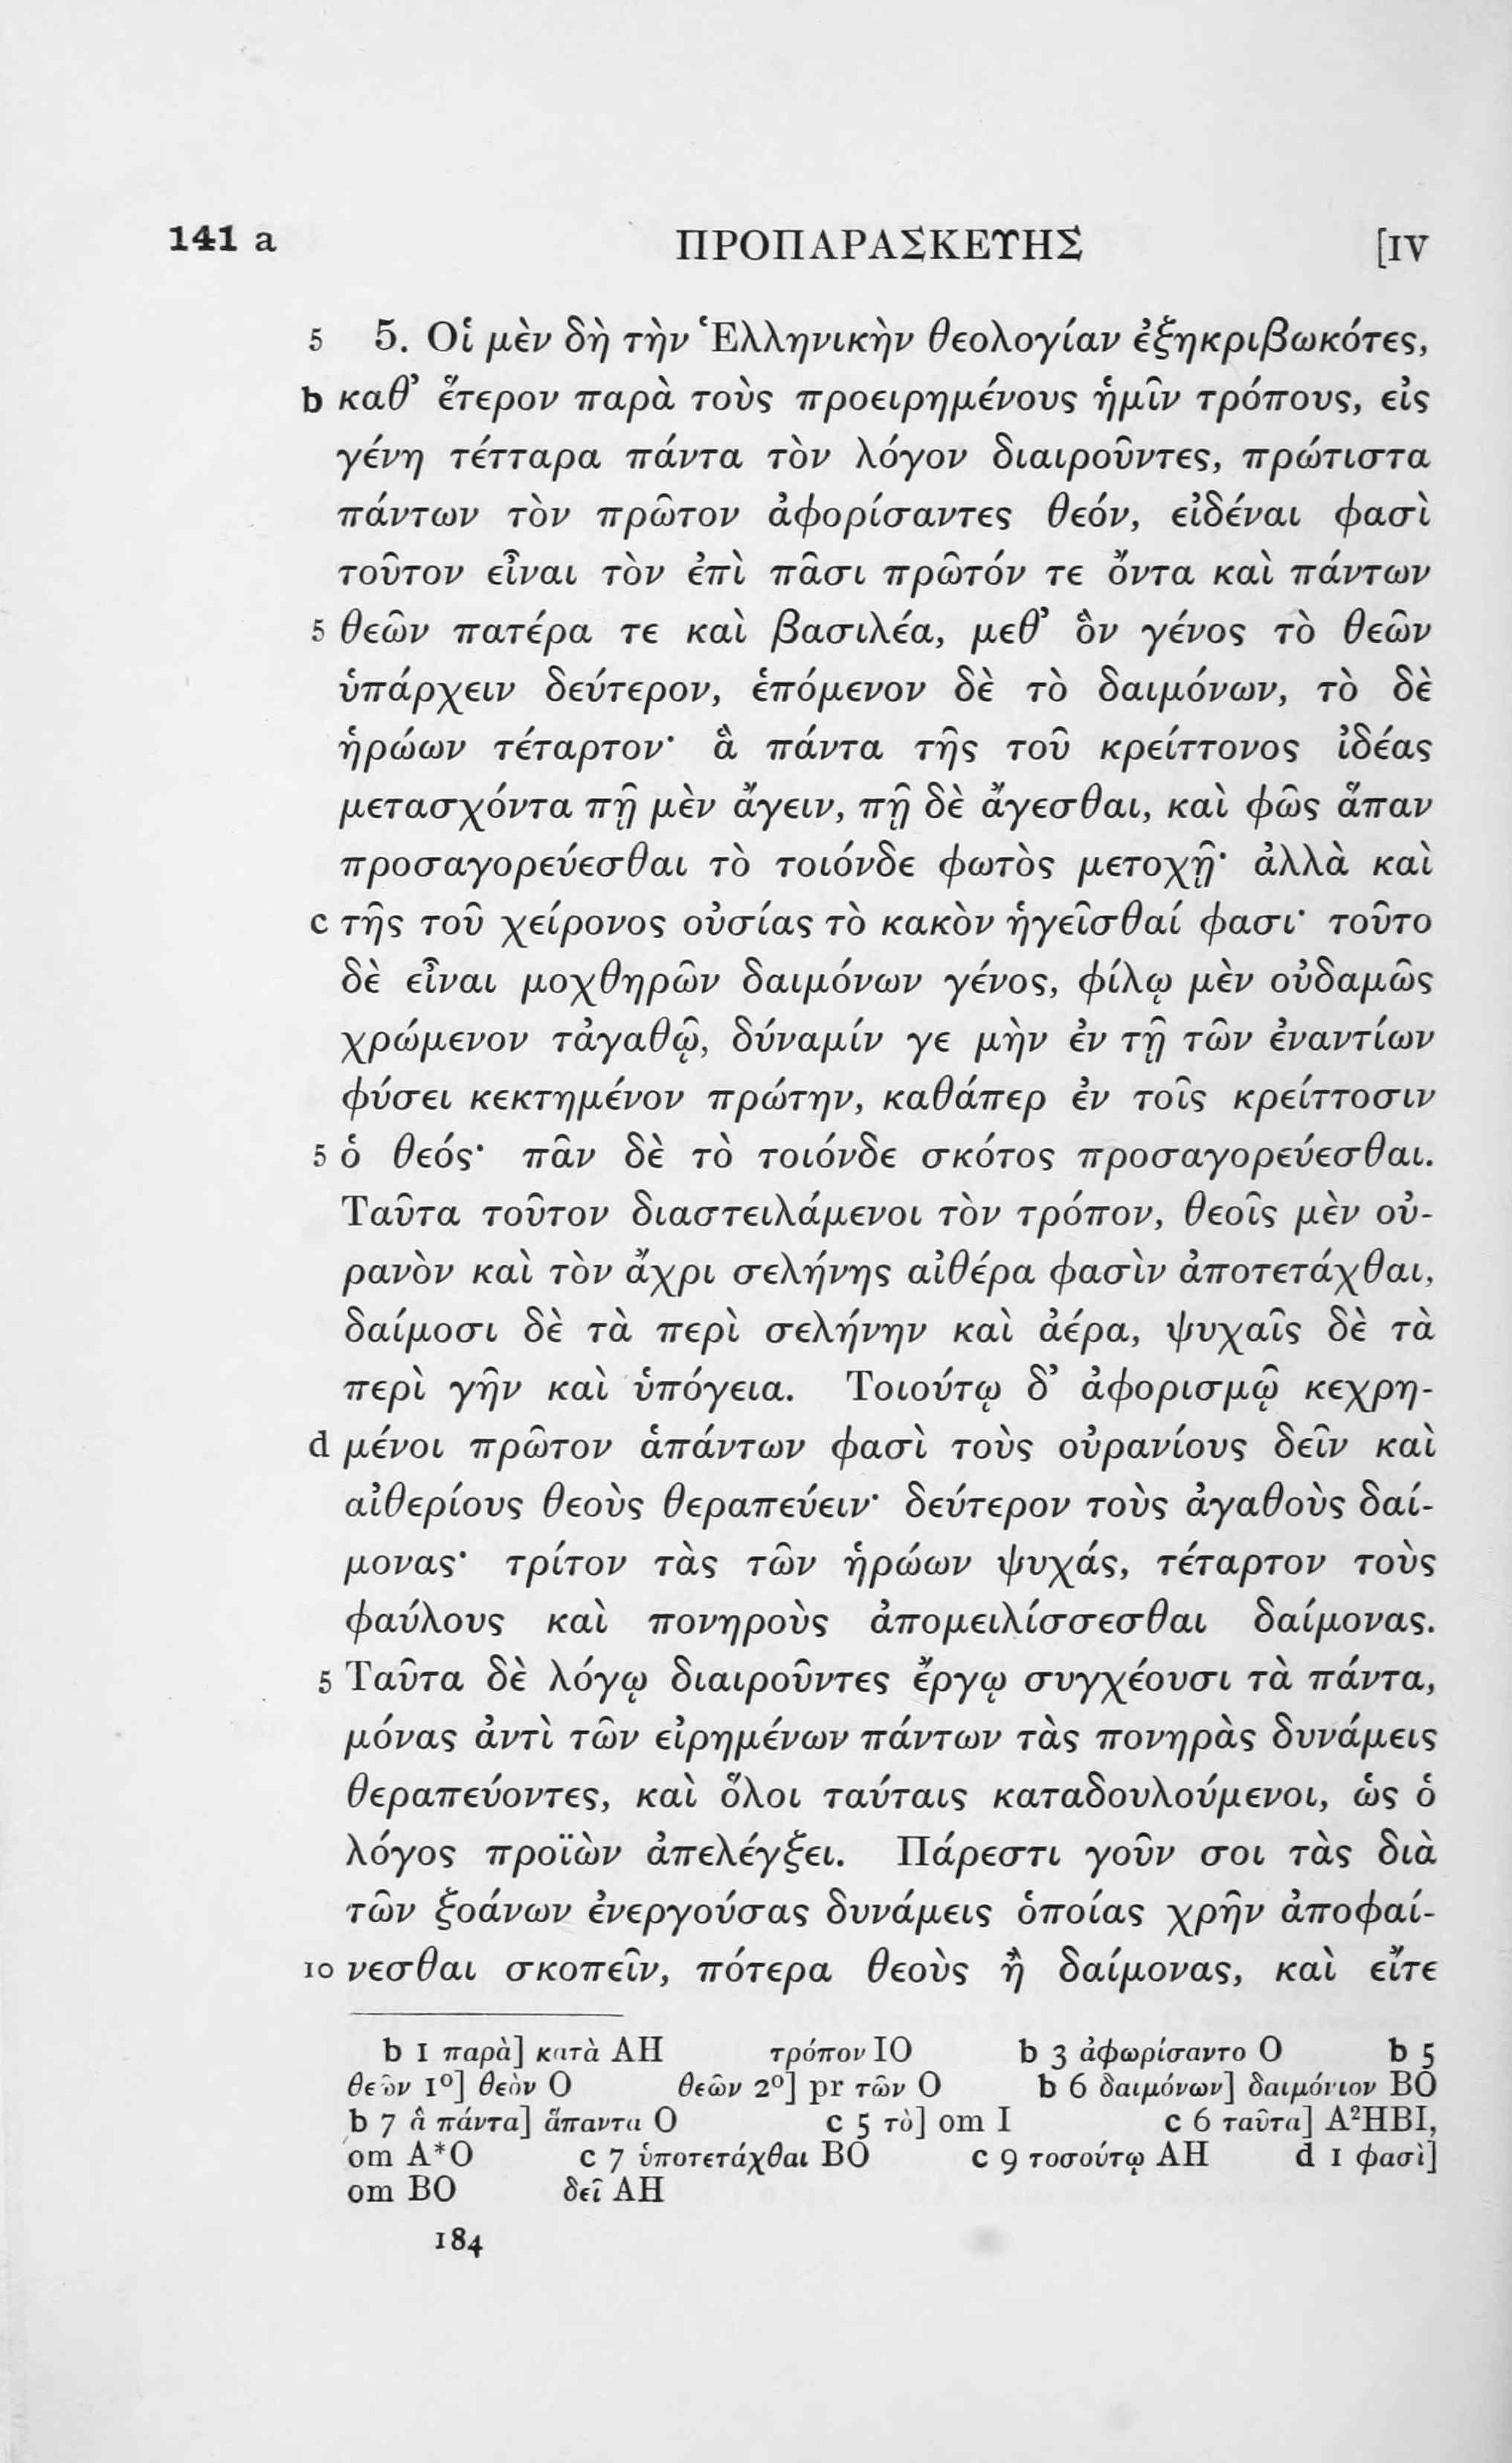 141 a ΠΡΟΠΑΡΑΣΚΕΥΗΣ [IV
5 5. Οἱ μὲν δὴ τὴν Ἑλληνικὴν θεολογίαν ἐξηκριβωκότες,
b καθ’ ἕτερον παρὰ τοὺς προειρημένους ἡμῖν τρόπους, εἰς
γένη τέτταρα πάντα τὸν λόγον διαιροῦντες, πρώτιστα
πάντων τὸν πρῶτον ἀφορίσαντες θεόν, εἰδέναι φασὶ
τοῦτον εἶναι τὸν ἐπὶ πᾶσι πρῶτόν τε ὄντα καὶ πάντων
5 θεῶν πατέρα τε καὶ βασιλέα, μεθ’ ὃν γένος τὸ θεῶν
ὑπάρχειν δεύτερον, ἑπόμενον δὲ τὸ δαιμόνων, τὸ δὲ
ἡρώων τέταρτον· ἃ πάντα τῆς τοῦ κρείττονος ἰδέας
μετασχόντα πῇ μὲν ἄγειν, πῇ δὲ ἄγεσθαι, καὶ φῶς ἅπαν
προσαγορεύεσθαι τὸ τοιόνδε φωτὸς μετοχῇ· ἀλλὰ καὶ
c τῆς τοῦ χείρονος οὐσίας τὸ κακὸν ἡγεῖσθαί φασι· τοῦτο
δὲ εἶναι μοχθηρῶν δαιμόνων γένος, φίλῳ μὲν οὐδαμῶς
χρώμενον τἀγαθῷ, δύναμίν γε μὴν ἐν τῇ τῶν ἐναντίων
φύσει κεκτημένον πρώτην, καθάπερ ἐν τοῖς κρείττοσιν
5 ὁ θεός· πᾶν δὲ τὸ τοιόνδε σκότος προσαγορεύεσθαι.
Ταῦτα τοῦτον διαστειλάμενοι τὸν τρόπον, θεοῖς μὲν οὐ-
ρανὸν καὶ τὸν ἄχρι σελήνης αἰθέρα φασὶν ἀποτετάχθαι,
δαίμοσι δὲ τὰ περὶ σελήνην καὶ ἀέρα, ψυχαῖς δὲ τὰ
περὶ γῆν καὶ ὑπόγεια. Τοιούτῳ δ’ ἀφορισμῷ κεχρη-
d μένοι πρῶτον ἁπάντων φασὶ τοὺς οὐρανίους δεῖν καὶ
αἰθερίους θεοὺς θεραπεύειν· δεύτερον τοὺς ἀγαθοὺς δαί-
μονας· τρίτον τὰς τῶν ἡρώων ψυχάς, τέταρτον τοὺς
φαύλους καὶ πονηροὺς ἀπομειλίσσεσθαι δαίμονας.
5 Ταῦτα δὲ λόγῳ διαιροῦντες ἔργῳ συγχέουσι τὰ πάντα,
μόνας ἀντὶ τῶν εἰρημένων πάντων τὰς πονηρὰς δυνάμεις
θεραπεύοντες, καὶ ὅλοι ταύταις καταδουλούμενοι, ὡς ὁ
λόγος προϊὼν ἀπελέγξει. Πάρεστι γοῦν σοι τὰς διὰ
τῶν ξοάνων ἐνεργούσας δυνάμεις ὁποίας χρῆν ἀποφαί-
10 νεσθαι σκοπεῖν, πότερα θεοὺς ἢ δαίμονας, καὶ εἴτε
b 1 παρὰ] κατὰ AH τρόπον IO b 3 ἀφωρίσαντο O b 5
θεῶν 1º] θεὸν O θεῶν 2º] pr τῶν O b 6 δαιμόνων] δαιμόνιον BO
b 7 ἃ πάντα] ἅπαντα O c 5 τὸ] om I c 6 ταῦτα] A²HBI,
om A*O c 7 ὑποτετάχθαι BO c 9 τοσούτῳ AH d 1 φασὶ]
om BO δεῖ AH
184